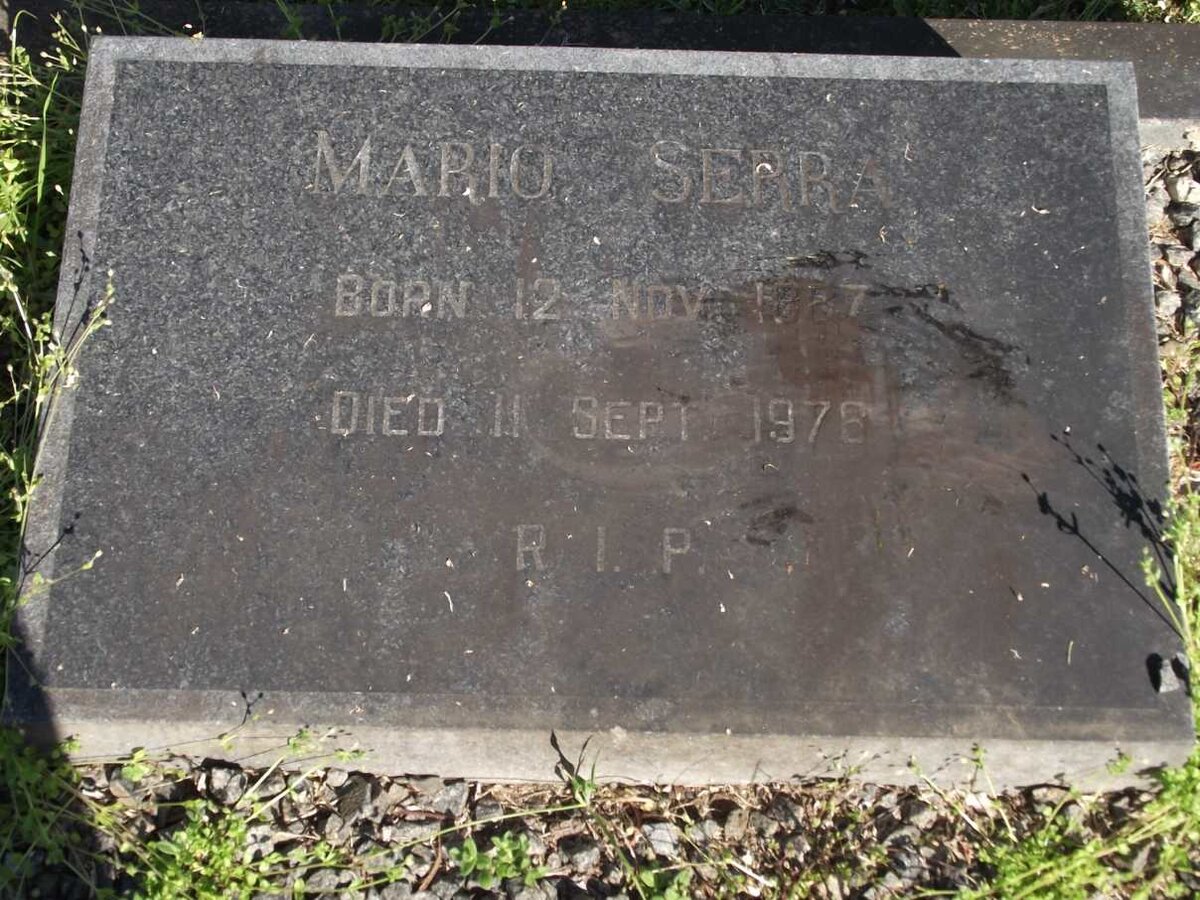 MARIO SERRA
BORN 12 NOV. 
DIED 11 SEPT. 1978
R. I. P.